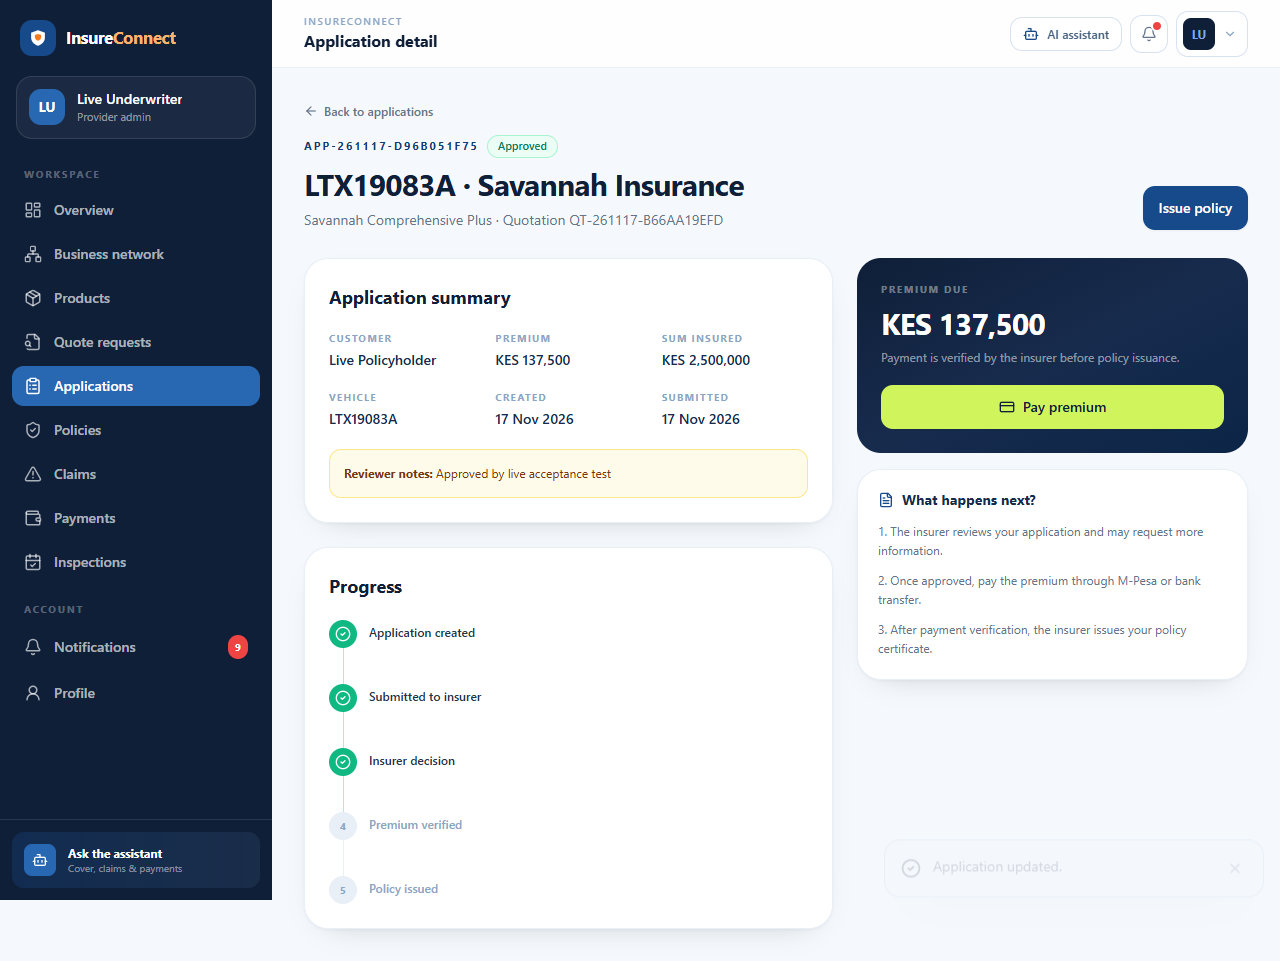 InsureConnect
LU
Live Underwriter
Provider admin
WORKSPACE
Overview
Business network
Products
Quote requests
Applications
Policies
Claims
Payments
Inspections
ACCOUNT
Notifications
9
Profile
Ask the assistant
Cover, claims & payments
INSURECONNECT
Application detail
AI assistant
LU
Back to applications
APP-261117-D96B051F75
Approved
LTX19083A · Savannah Insurance
Savannah Comprehensive Plus · Quotation QT-261117-B66AA19EFD
Issue policy
Application summary
CUSTOMER
Live Policyholder
PREMIUM
KES 137,500
SUM INSURED
KES 2,500,000
VEHICLE
LTX19083A
CREATED
17 Nov 2026
SUBMITTED
17 Nov 2026
Reviewer notes: Approved by live acceptance test
Progress
Application created
Submitted to insurer
Insurer decision
4
Premium verified
5
Policy issued
PREMIUM DUE
KES 137,500
Payment is verified by the insurer before policy issuance.
Pay premium
What happens next?
1. The insurer reviews your application and may request more
information.
2. Once approved, pay the premium through M-Pesa or bank
transfer.
3. After payment verification, the insurer issues your policy
certificate.
Application updated.